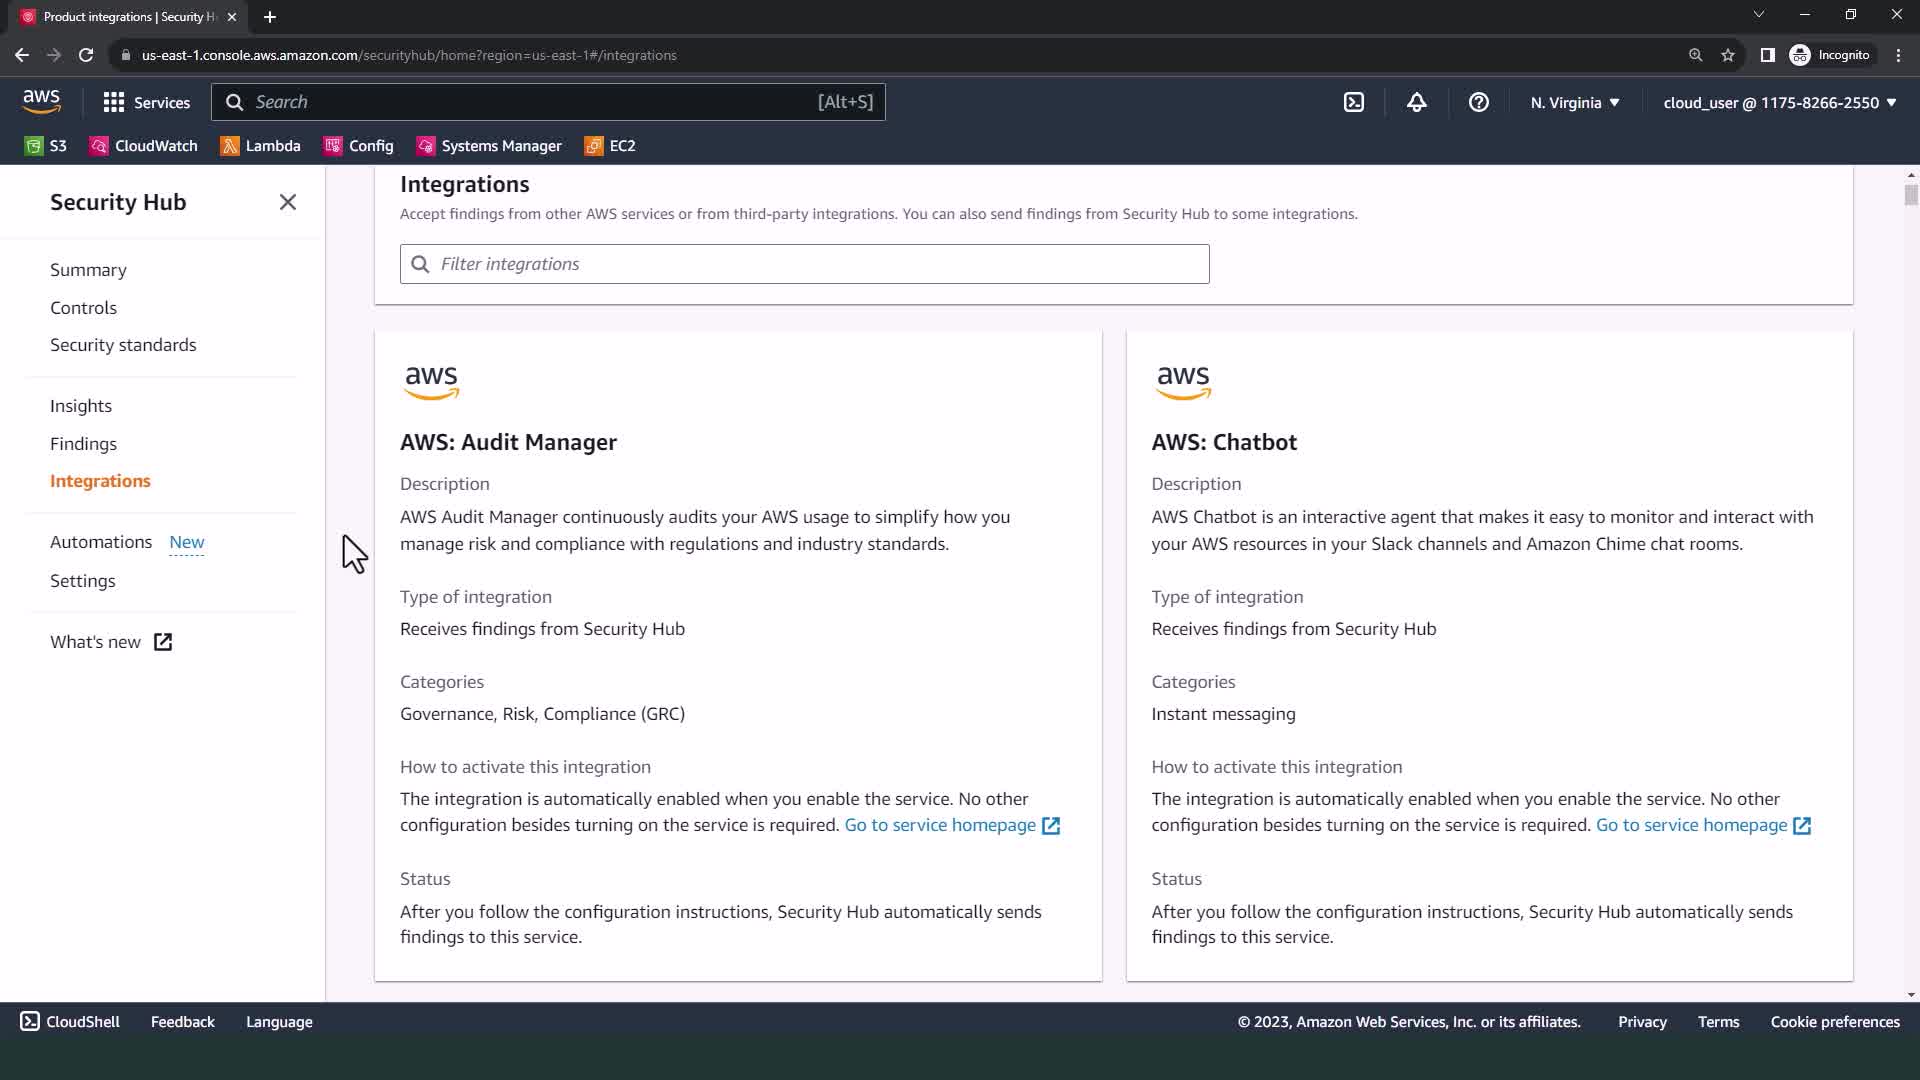 Product integrations | Security H
us-east-1.console.aws.amazon.com/securityhub/home?region=us-east-1#/integrations
Incognito
aws
Services
Search
[Alt+S]
N. Virginia
cloud_user @ 1175-8266-2550
S3
CloudWatch
Lambda
Config
Systems Manager
EC2
Security Hub
Summary
Controls
Security standards
Insights
Findings
Integrations
Automations New
Settings
What's new
Integrations
Accept findings from other AWS services or from third-party integrations. You can also send findings from Security Hub to some integrations.
Filter integrations
aws
AWS: Audit Manager
Description
AWS Audit Manager continuously audits your AWS usage to simplify how you
manage risk and compliance with regulations and industry standards.
Type of integration
Receives findings from Security Hub
Categories
Governance, Risk, Compliance (GRC)
How to activate this integration
The integration is automatically enabled when you enable the service. No other
configuration besides turning on the service is required. Go to service homepage
Status
After you follow the configuration instructions, Security Hub automatically sends
findings to this service.
aws
AWS: Chatbot
Description
AWS Chatbot is an interactive agent that makes it easy to monitor and interact with
your AWS resources in your Slack channels and Amazon Chime chat rooms.
Type of integration
Receives findings from Security Hub
Categories
Instant messaging
How to activate this integration
The integration is automatically enabled when you enable the service. No other
configuration besides turning on the service is required. Go to service homepage
Status
After you follow the configuration instructions, Security Hub automatically sends
findings to this service.
CloudShell
Feedback
Language
© 2023, Amazon Web Services, Inc. or its affiliates.
Privacy
Terms
Cookie preferences